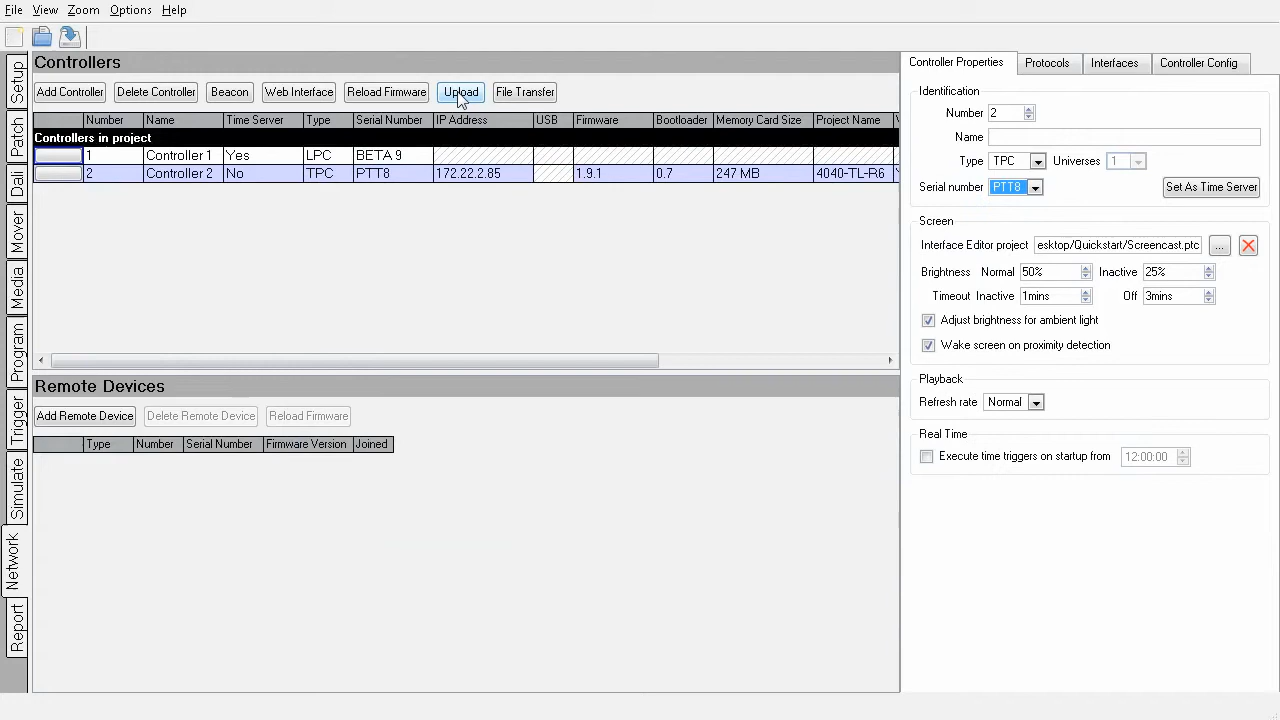 File View Zoom Options Help
Setup
Patch
Dali
Mover
Media
Program
Trigger
Simulate
Network
Report
Controllers
Add Controller Delete Controller Beacon Web Interface Reload Firmware Upload File Transfer
Number Name Time Server Type Serial Number IP Address USB Firmware Bootloader Memory Card Size Project Name
Controllers in project
1 Controller 1 Yes LPC BETA 9
2 Controller 2 No TPC PTT8 172.22.2.85 1.9.1 0.7 247 MB 4040-TL-R6
Remote Devices
Add Remote Device Delete Remote Device Reload Firmware
Type Number Serial Number Firmware Version Joined
Controller Properties Protocols Interfaces Controller Config
Identification
Number 2
Name
Type TPC Universes 1
Serial number PTT8 Set As Time Server
Screen
Interface Editor project esktop/Quickstart/Screencast.ptc ...
Brightness Normal 50% Inactive 25%
Timeout Inactive 1mins Off 3mins
Adjust brightness for ambient light
Wake screen on proximity detection
Playback
Refresh rate Normal
Real Time
Execute time triggers on startup from 12:00:00